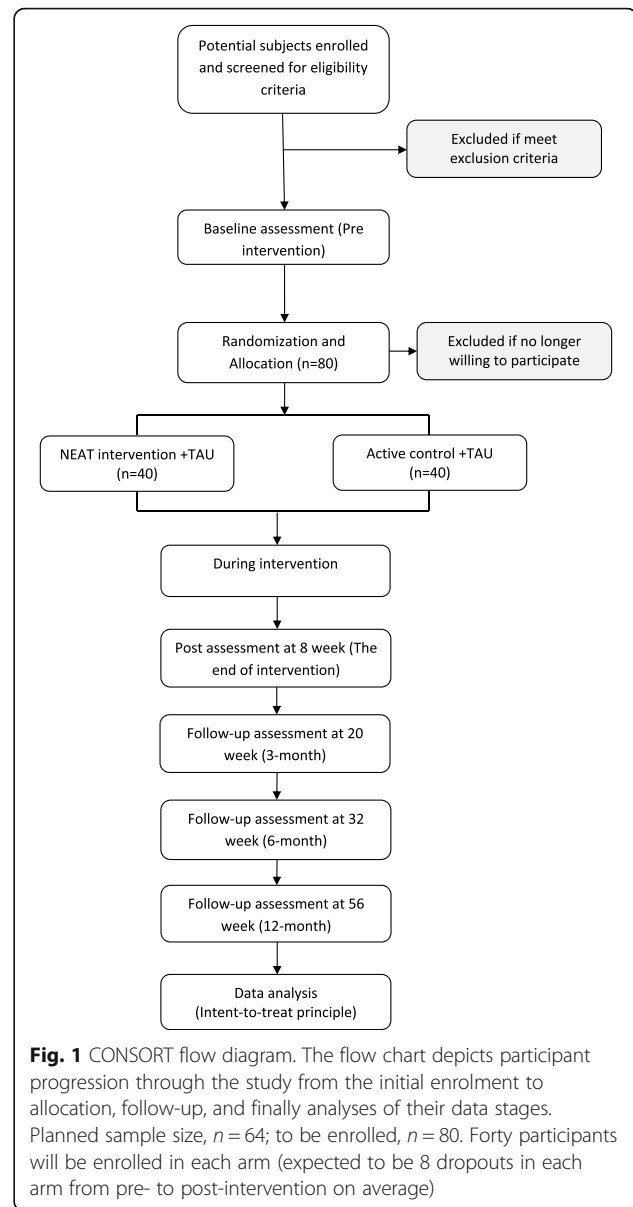 Potential subjects enrolled
and screened for eligibility
criteria
Excluded if meet
exclusion criteria
Baseline assessment (Pre
intervention)
Randomization and
Allocation (n=80)
Excluded if no longer
willing to participate
NEAT intervention +TAU
(n=40)
Active control +TAU
(n=40)
During intervention
Post assessment at 8 week (The
end of intervention)
Follow-up assessment at 20
week (3-month)
Follow-up assessment at 32
week (6-month)
Follow-up assessment at 56
week (12-month)
Data analysis
(Intent-to-treat principle)
Fig. 1 CONSORT flow diagram. The flow chart depicts participant
progression through the study from the initial enrolment to
allocation, follow-up, and finally analyses of their data stages.
Planned sample size, n = 64; to be enrolled, n = 80. Forty participants
will be enrolled in each arm (expected to be 8 dropouts in each
arm from pre- to post-intervention on average)